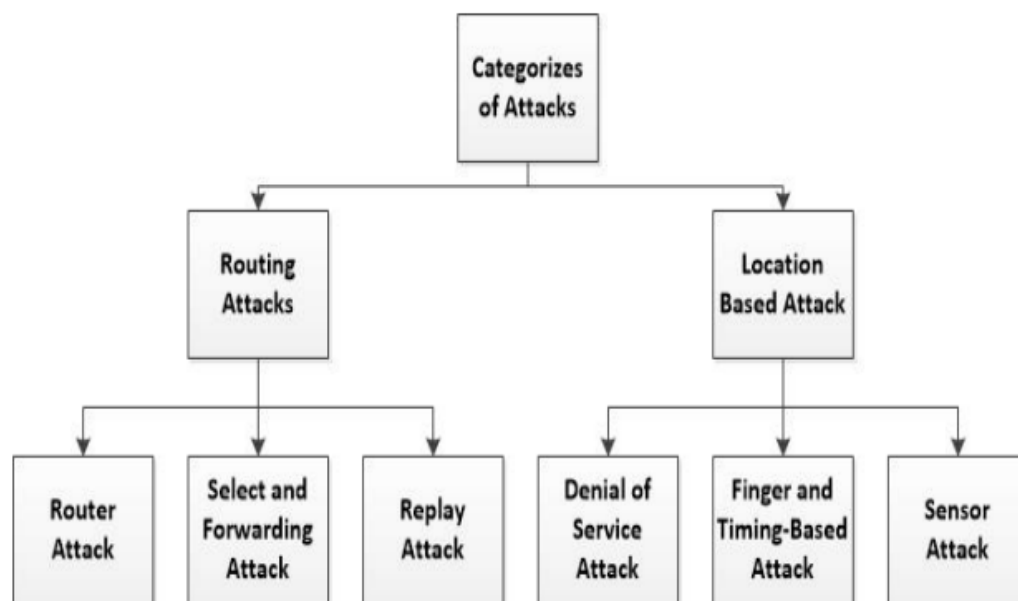 Categorizes
of Attacks
Routing
Attacks
Location
Based Attack
Router
Attack
Select and
Forwarding
Attack
Replay
Attack
Denial of
Service
Attack
Finger and
Timing-Based
Attack
Sensor
Attack